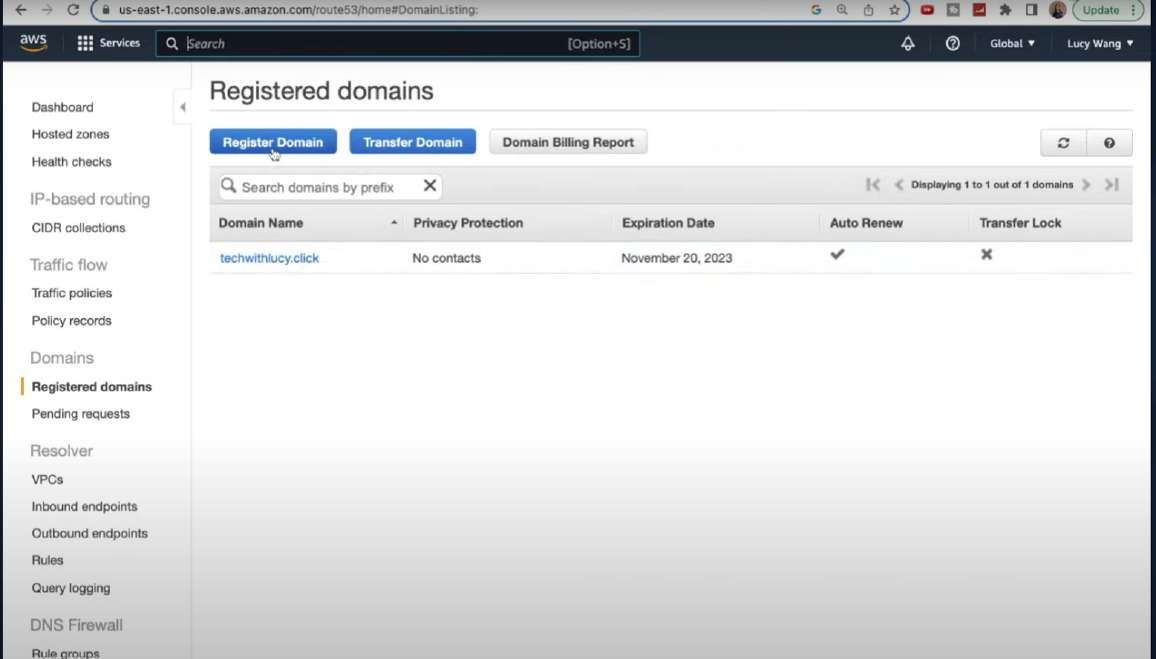 us-east-1.console.aws.amazon.com/route53/home#DomainListing:
Update
aws
Services
Search
[Option+S]
Global ▼
Lucy Wang ▼
Dashboard
Hosted zones
Health checks
IP-based routing
CIDR collections
Traffic flow
Traffic policies
Policy records
Domains
Registered domains
Pending requests
Resolver
VPCs
Inbound endpoints
Outbound endpoints
Rules
Query logging
DNS Firewall
Rule groups
Registered domains
Register Domain
Transfer Domain
Domain Billing Report
Search domains by prefix
Displaying 1 to 1 out of 1 domains
Domain Name Privacy Protection Expiration Date Auto Renew Transfer Lock
techwithlucy.click No contacts November 20, 2023